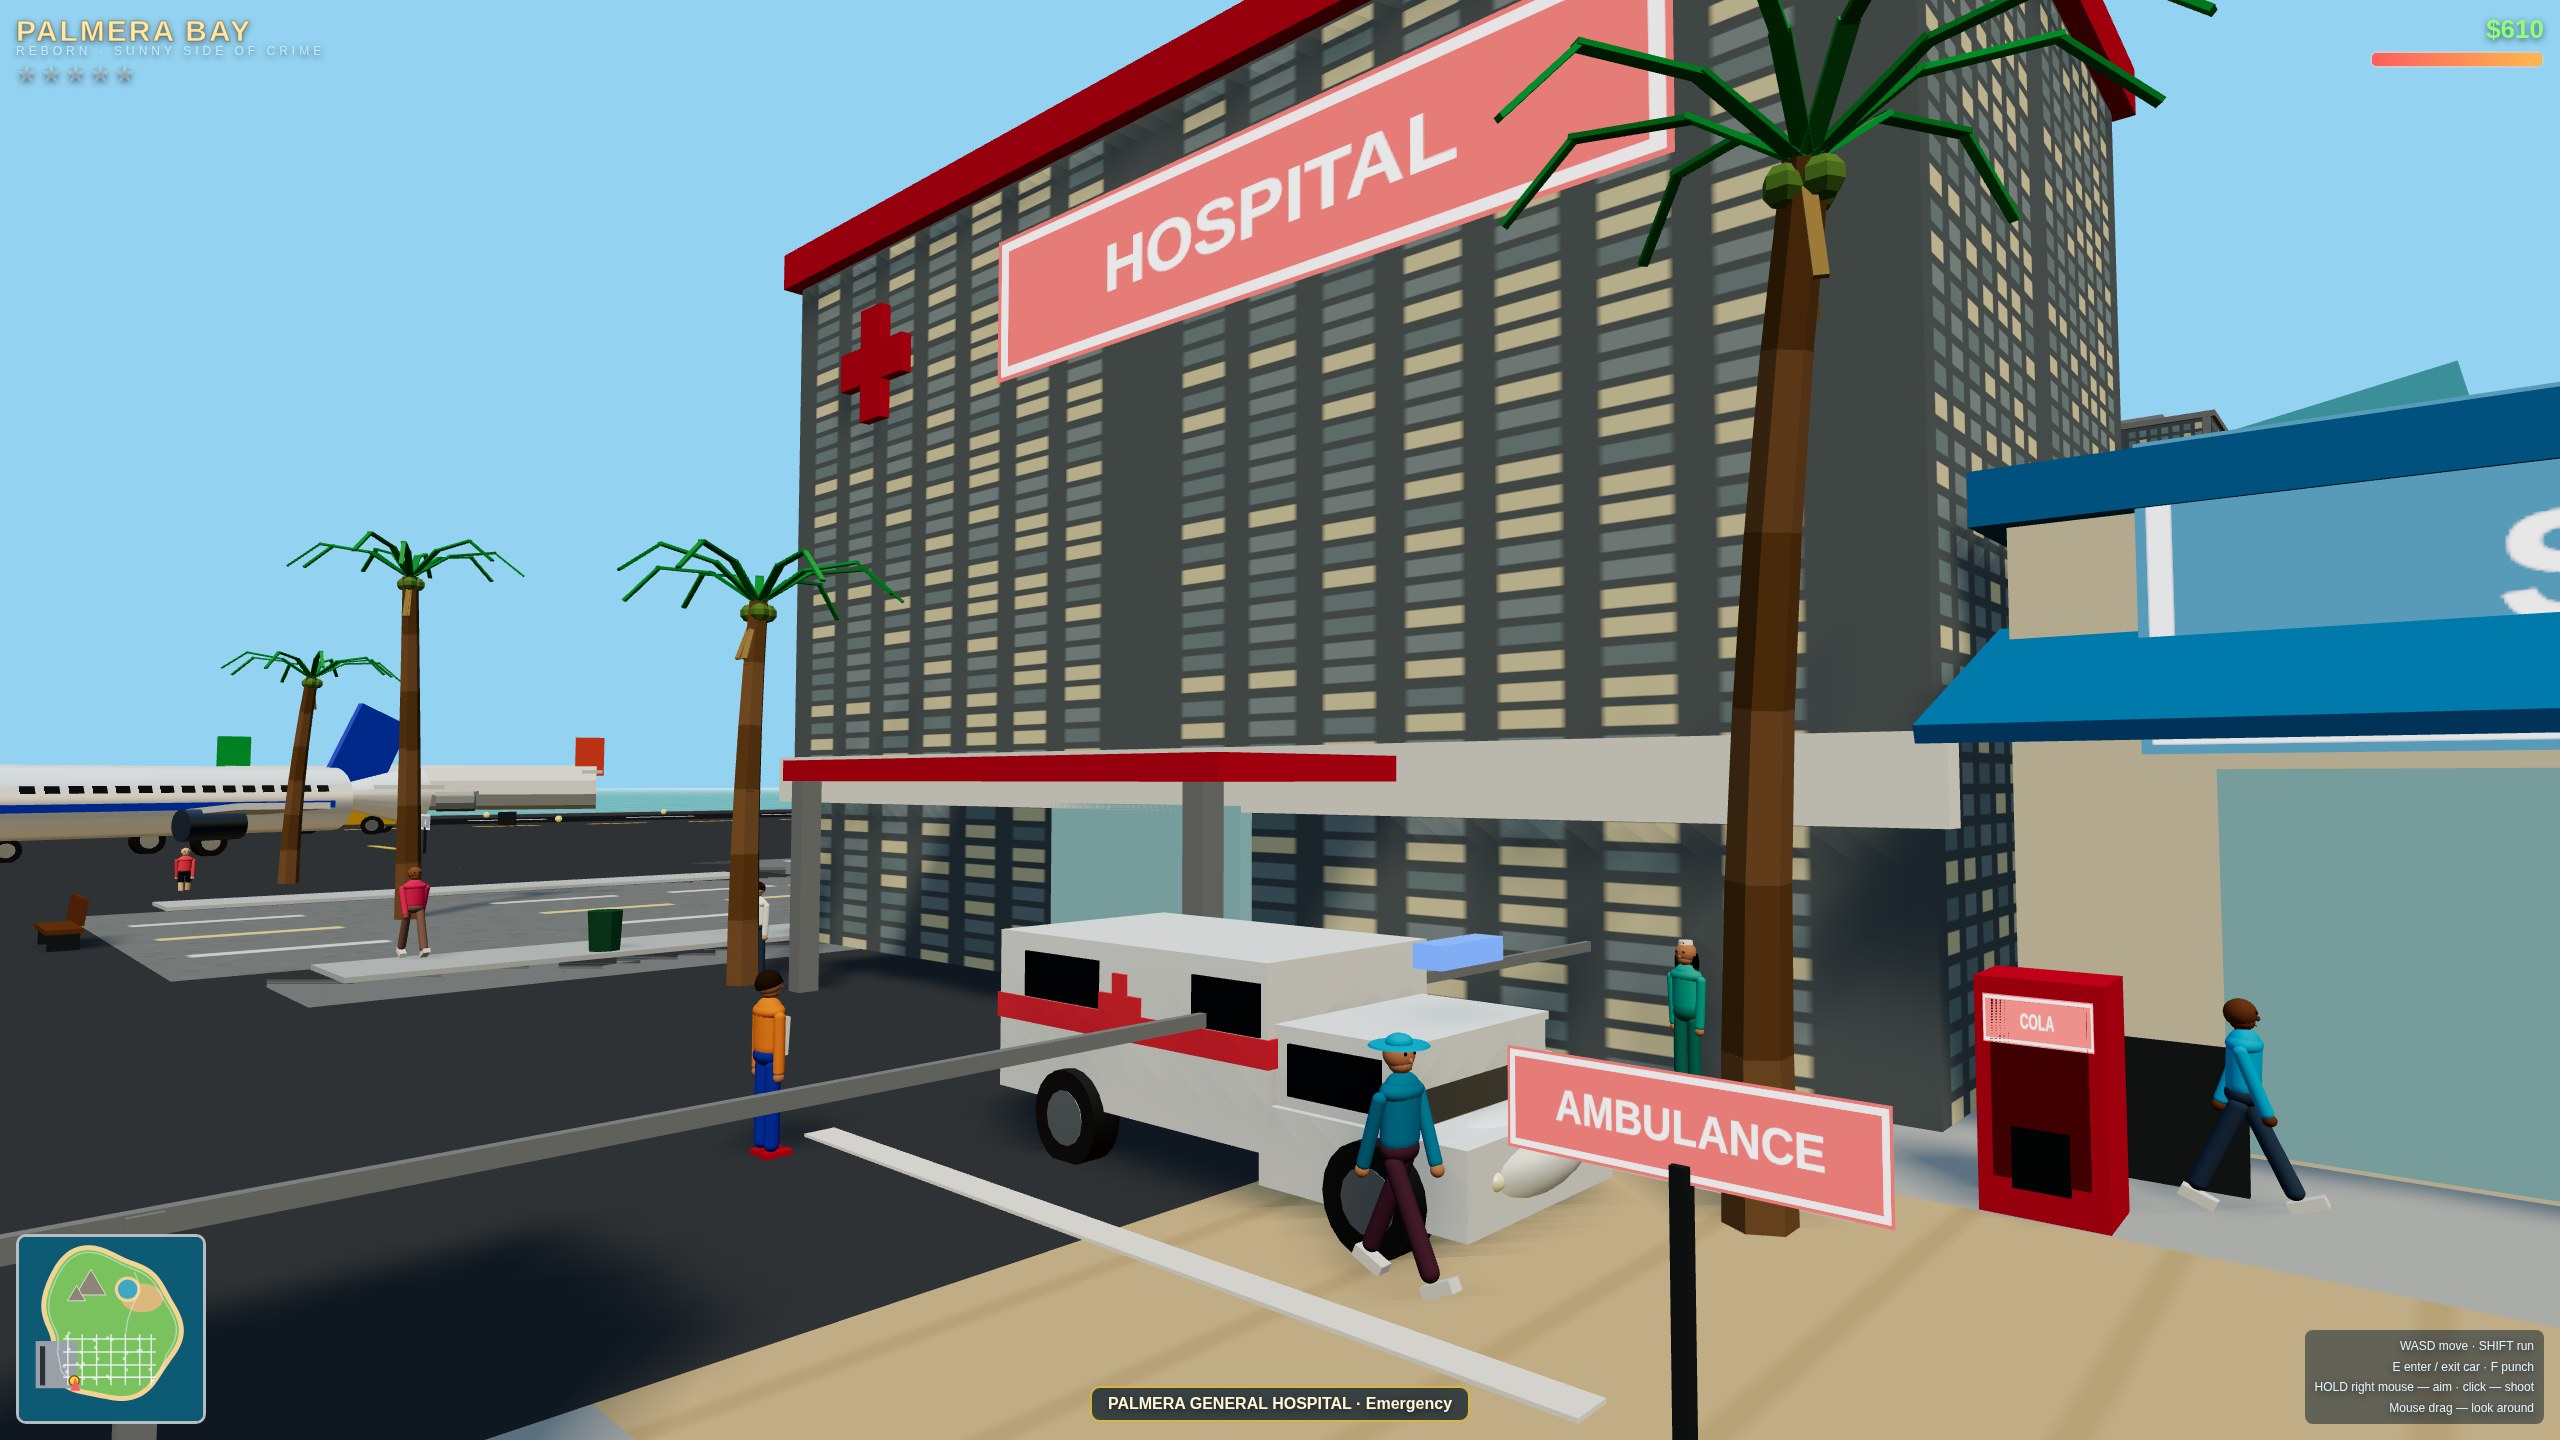 PALMERA BAY
REBORN · SUNNY SIDE OF CRIME
$610
HOSPITAL
S
COLA
AMBULANCE
PALMERA GENERAL HOSPITAL · Emergency
WASD move · SHIFT run
E enter / exit car · F punch
HOLD right mouse — aim · click — shoot
Mouse drag — look around